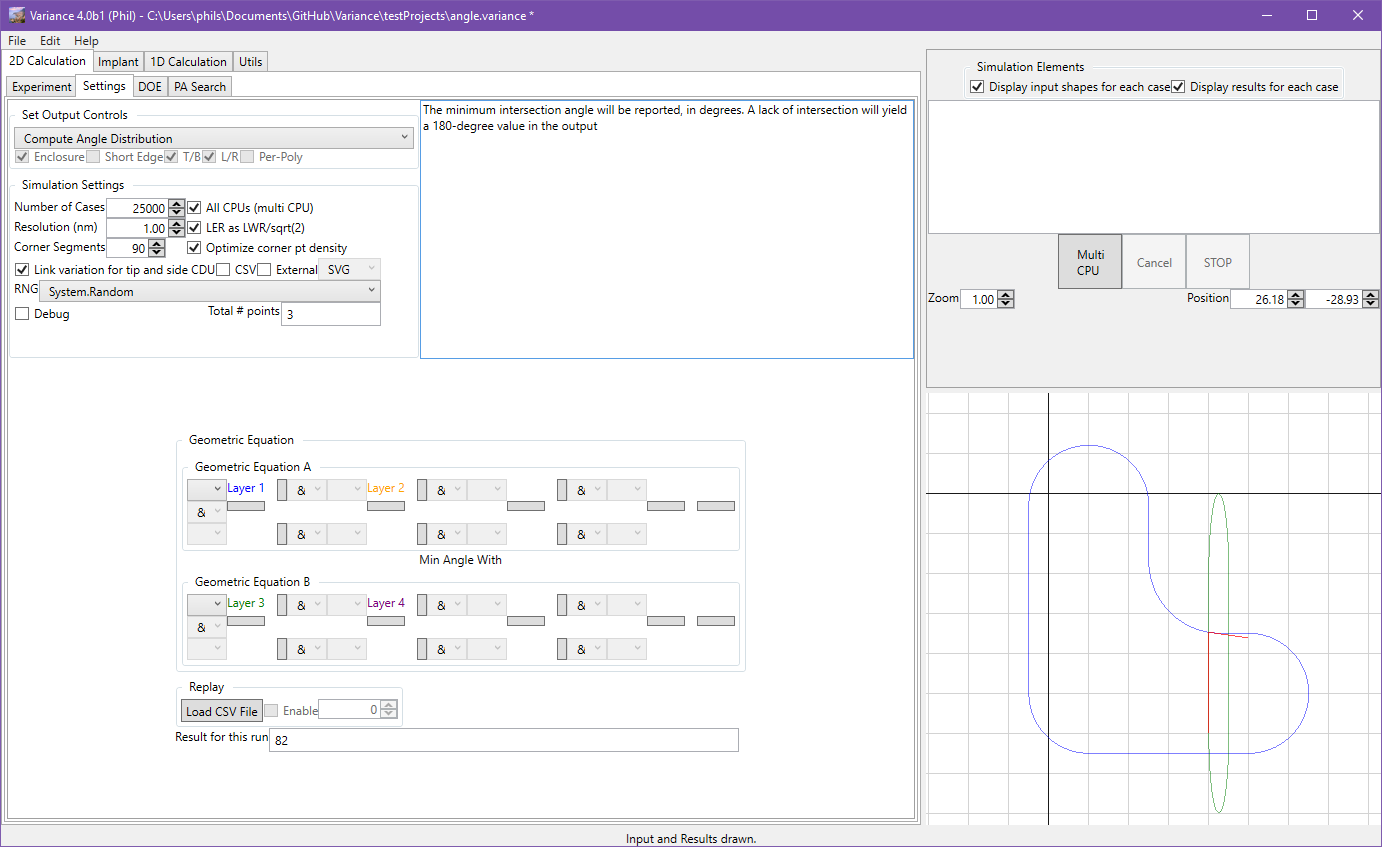 Variance 4.0b1 (Phil) - C:\Users\phils\Documents\GitHub\Variance\testProjects\angle.variance *
File Edit Help
2D Calculation Implant 1D Calculation Utils
Experiment Settings DOE PA Search
Set Output Controls
Compute Angle Distribution
Enclosure Short Edge T/B L/R Per-Poly
Simulation Settings
Number of Cases 25000 All CPUs (multi CPU)
Resolution (nm) 1.00 LER as LWR/sqrt(2)
Corner Segments 90 Optimize corner pt density
Link variation for tip and side CDU CSV External SVG
RNG System.Random
Debug Total # points 3
The minimum intersection angle will be reported, in degrees. A lack of intersection will yield
a 180-degree value in the output
Geometric Equation
Geometric Equation A
Layer 1 & Layer 2 & &
&
& & &
Min Angle With
Geometric Equation B
Layer 3 & Layer 4 & &
&
& & &
Replay
Load CSV File Enable 0
Result for this run 82
Simulation Elements
Display input shapes for each case Display results for each case
Multi
CPU
Cancel
STOP
Zoom 1.00 Position 26.18 -28.93
Input and Results drawn.